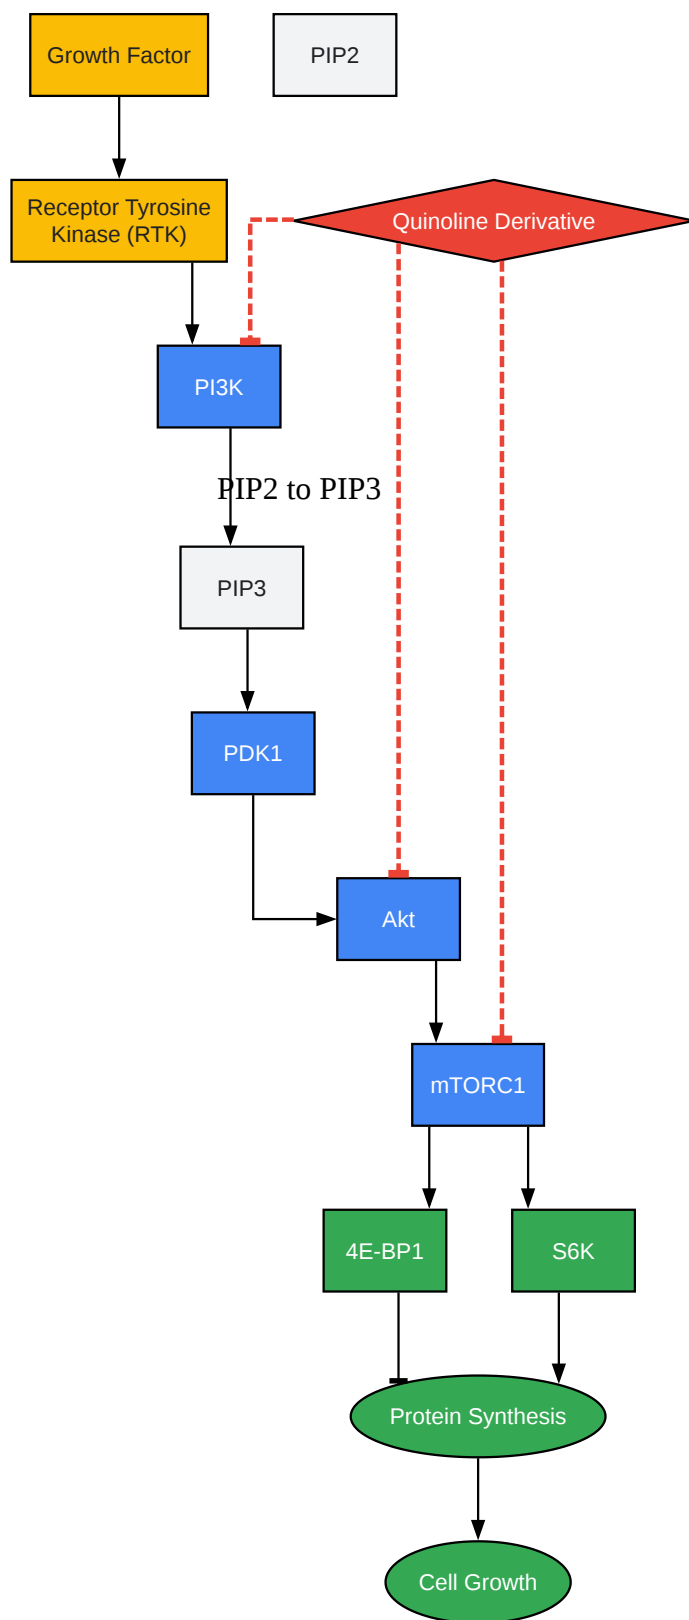 Growth Factor
PIP2
Receptor Tyrosine
Kinase (RTK)
Quinoline Derivative
PI3K
PIP2 to PIP3
PIP3
PDK1
Akt
mTORC1
4E-BP1
S6K
Protein Synthesis
Cell Growth